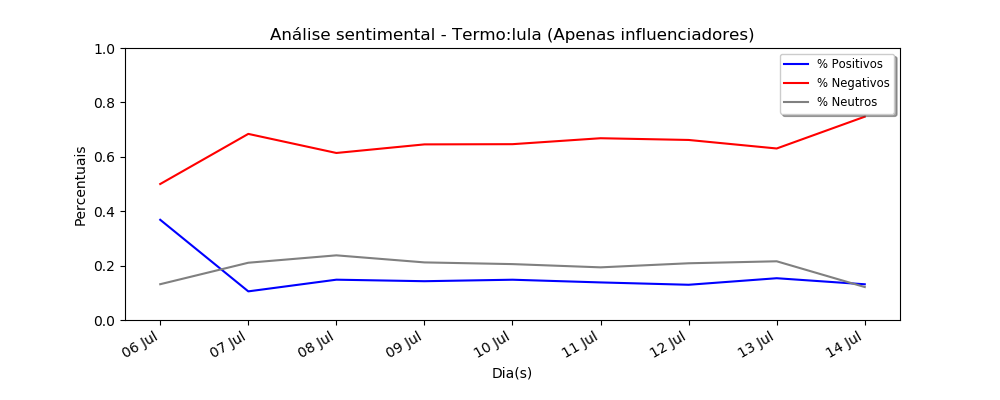 Análise sentimental - Termo:lula (Apenas influenciadores)
1.0
0.8
0.6
0.4
0.2
0.0
Percentuais
% Positivos
% Negativos
% Neutros
06 Jul
07 Jul
08 Jul
09 Jul
10 Jul
11 Jul
12 Jul
13 Jul
14 Jul
Dia(s)